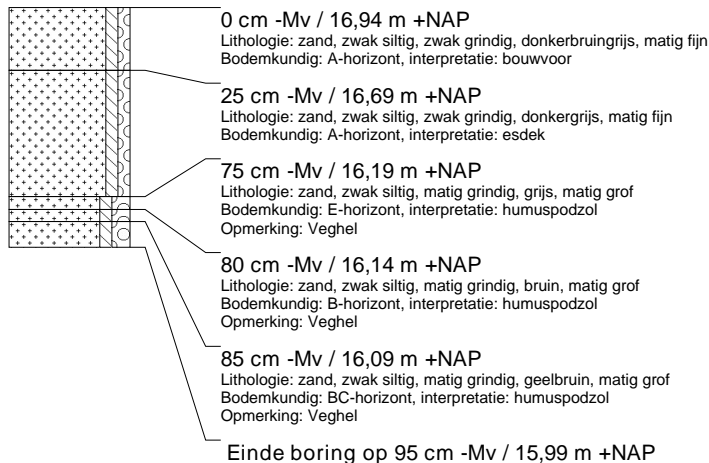 0 cm -Mv / 16,94 m +NAP
Lithologie: zand, zwak siltig, zwak grindig, donkerbruingrijs, matig fijn
Bodemkundig: A-horizont, interpretatie: bouwvoor
25 cm -Mv / 16,69 m +NAP
Lithologie: zand, zwak siltig, zwak grindig, donkergrijs, matig fijn
Bodemkundig: A-horizont, interpretatie: esdek
75 cm -Mv / 16,19 m +NAP
Lithologie: zand, zwak siltig, matig grindig, grijs, matig grof
Bodemkundig: E-horizont, interpretatie: humuspodzol
Opmerking: Veghel
80 cm -Mv / 16,14 m +NAP
Lithologie: zand, zwak siltig, matig grindig, bruin, matig grof
Bodemkundig: B-horizont, interpretatie: humuspodzol
Opmerking: Veghel
85 cm -Mv / 16,09 m +NAP
Lithologie: zand, zwak siltig, matig grindig, geelbruin, matig grof
Bodemkundig: BC-horizont, interpretatie: humuspodzol
Opmerking: Veghel
Einde boring op 95 cm -Mv / 15,99 m +NAP